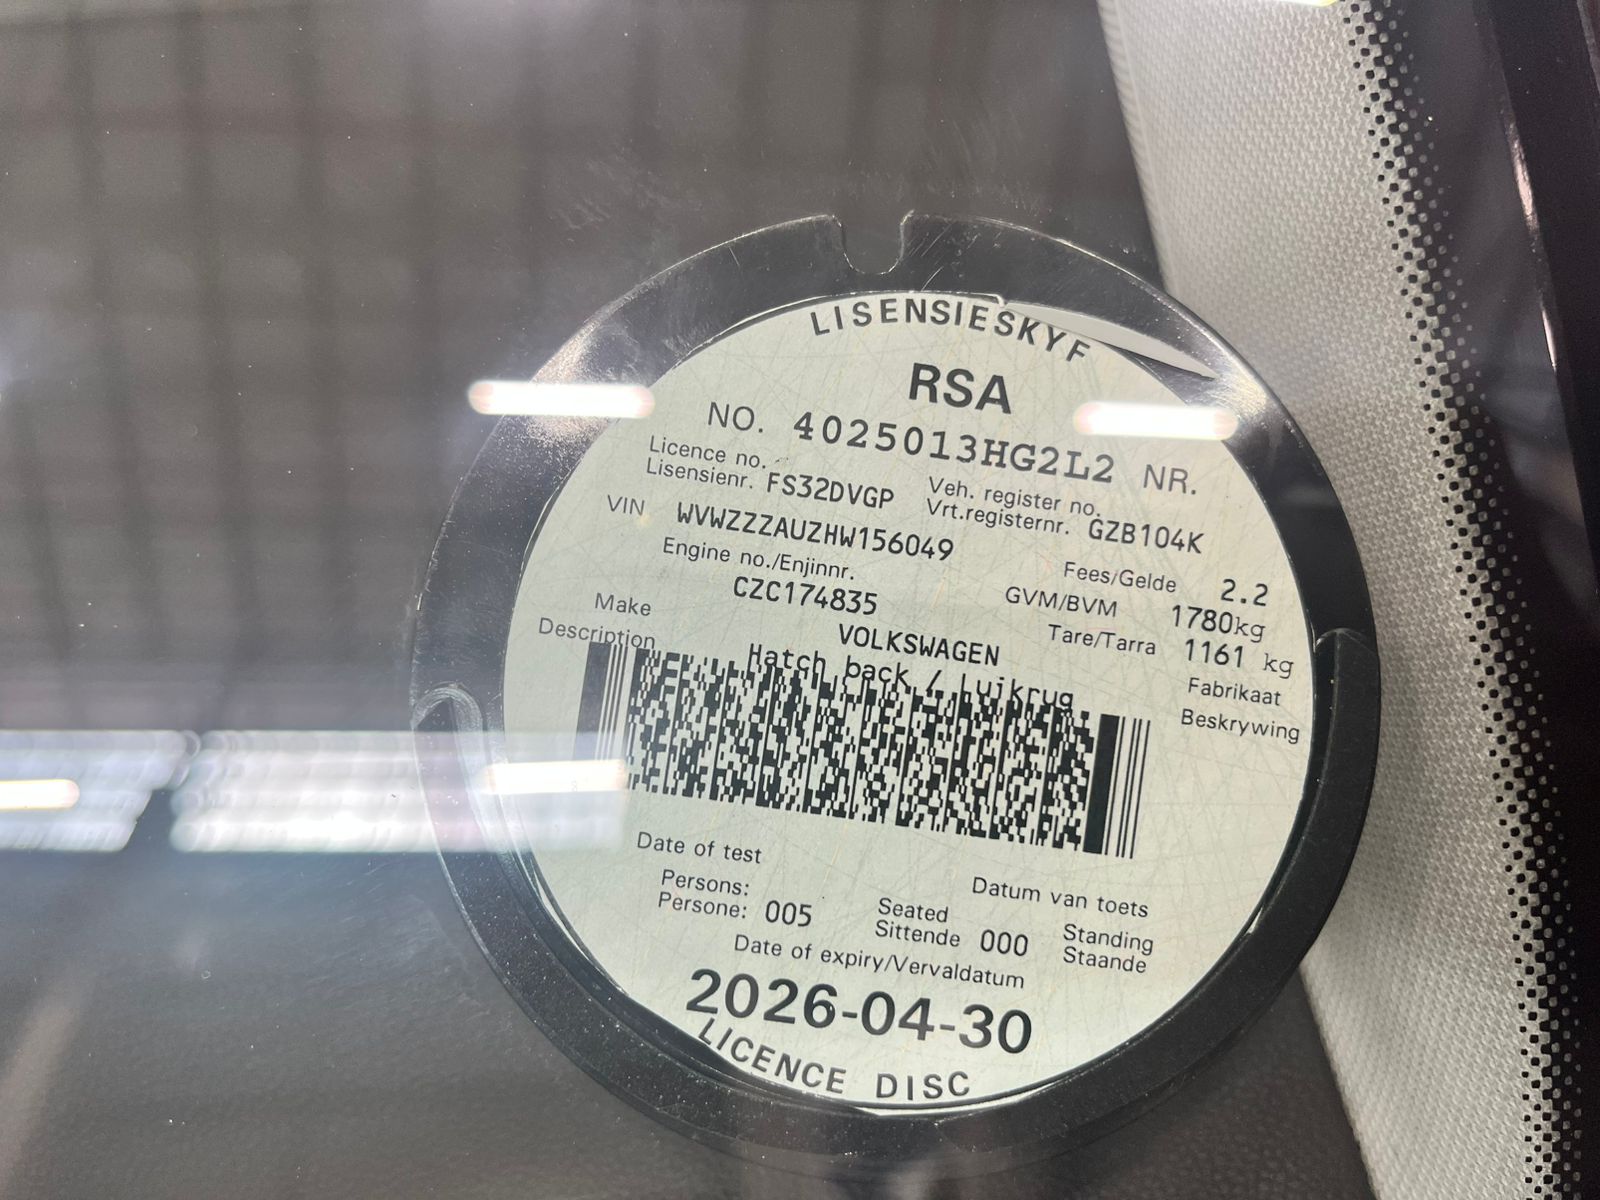 LISENSIESKYF
RSA
NO. 4025013HG2L2 NR.
Licence no. Veh. register no.
Lisensienr. FS32DVGP Vrt.registernr. GZB104K
VIN WVWZZZAUZHW156049
Engine no./Enjinnr. Fees/Gelde 2.2
CZC174835 GVM/BVM 1780kg
Tare/Tarra 1161 kg
Make VOLKSWAGEN Fabrikaat
Description Hatch back / Luikrug Beskrywing
Date of test Datum van toets
Persons: Seated Standing
Persone: 005 Sittende 000 Staande
Date of expiry/Vervaldatum
2026-04-30
LICENCE DISC